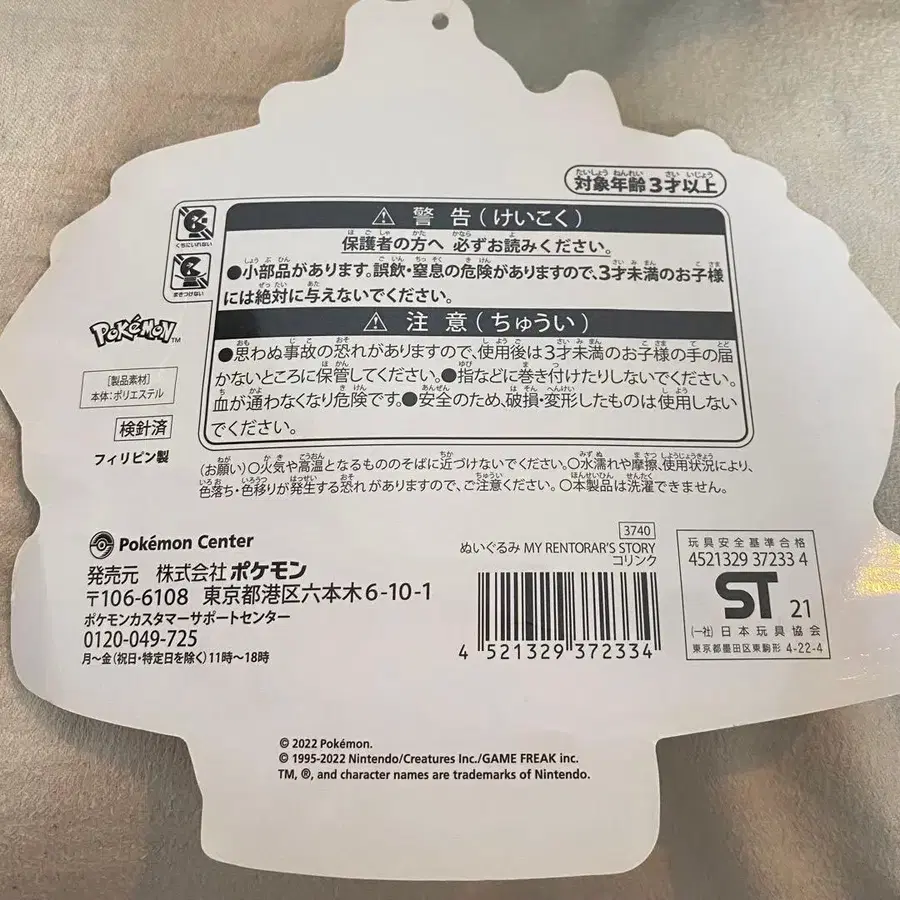 対象年齢3才以上
くちにいれない
まきつけない
⚠ 警告(けいこく)
保護者の方へ 必ずお読みください。
●小部品があります。誤飲・窒息の危険がありますので、3才未満のお子様
には絶対に与えないでください。
⚠ 注意(ちゅうい)
●思わぬ事故の恐れがありますので、使用後は3才未満のお子様の手の届
かないところに保管してください。●指などに巻き付けたりしないでください。
血が通わなくなり危険です。●安全のため、破損・変形したものは使用しない
でください。
POKéMON™
[製品素材]
本体:ポリエステル
検針済
フィリピン製
(お願い)○火気や高温となるもののそばに近づけないでください。○水濡れや摩擦、使用状況により、
色落ち・色移りが発生する恐れがありますので、ご注意ください。○本製品は洗濯できません。
Pokémon Center
発売元 株式会社ポケモン
〒106-6108 東京都港区六本木6-10-1
ポケモンカスタマーサポートセンター
0120-049-725
月〜金(祝日・特定日を除く)11時〜18時
3740
ぬいぐるみ MY RENTORAR'S STORY
コリンク
4 521329 372334
玩具安全基準合格
4521329 37233 4
ST 21
(一社)日本玩具協会
東京都墨田区東駒形 4-22-4
© 2022 Pokémon.
© 1995-2022 Nintendo/Creatures Inc./GAME FREAK inc.
TM, ®, and character names are trademarks of Nintendo.